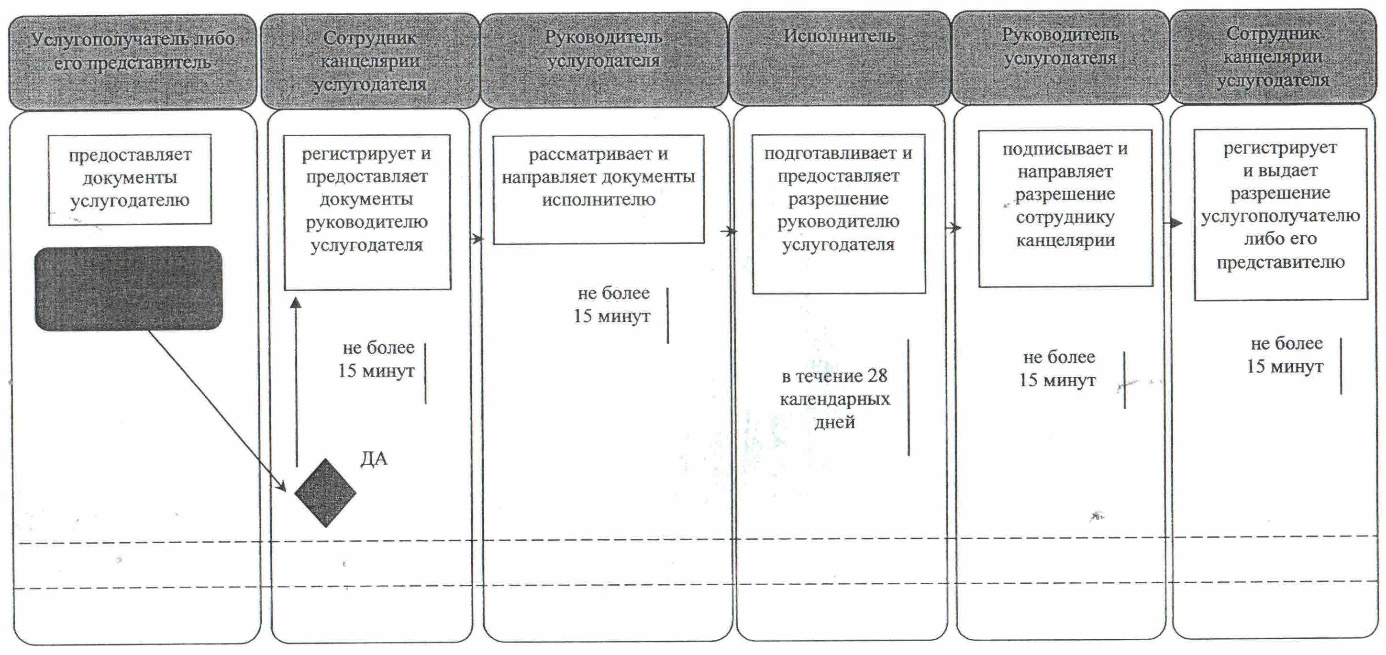 Услугополучатель либо
его представитель
Сотрудник
канцелярии
услугодателя
Руководитель
услугодателя
Исполнитель
Руководитель
услугодателя
Сотрудник
канцелярии
услугодателя
предоставляет
документы
услугодателю
регистрирует и
предоставляет
документы
руководителю
услугодателя
рассматривает и
направляет документы
исполнителю
подготавливает и
предоставляет
разрешение
руководителю
услугодателя
подписывает и
направляет
разрешение
сотруднику
канцелярии
регистрирует
и выдает
разрешение
услугополучателю
либо его
представителю
не более
15 минут
не более
15 минут
в течение 28
календарных
дней
не более
15 минут
не более
15 минут
ДА